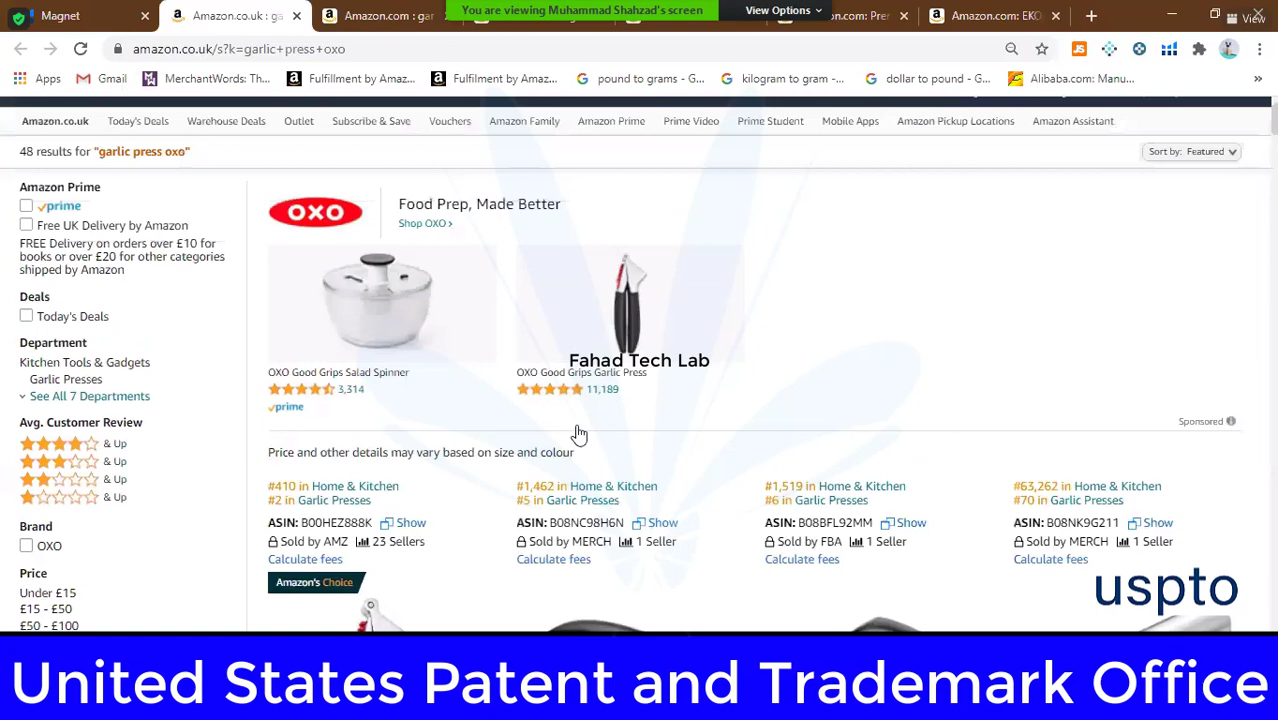 You are viewing Muhammad Shahzad's screen
View Options
View
Magnet
Amazon.co.uk : ga
Amazon.com : gar
.com: Prer
Amazon.com: EKO
amazon.co.uk/s?k=garlic+press+oxo
Apps
Gmail
MerchantWords: Th...
Fulfillment by Amaz...
Fulfilment by Amaz...
pound to grams - G...
kilogram to gram -...
dollar to pound - G...
Alibaba.com: Manu...
»
Amazon.co.uk
Today's Deals
Warehouse Deals
Outlet
Subscribe & Save
Vouchers
Amazon Family
Amazon Prime
Prime Video
Prime Student
Mobile Apps
Amazon Pickup Locations
Amazon Assistant
48 results for "garlic press oxo"
Sort by: Featured
Amazon Prime
prime
Free UK Delivery by Amazon
FREE Delivery on orders over £10 for
books or over £20 for other categories
shipped by Amazon
Deals
Today's Deals
Department
Kitchen Tools & Gadgets
Garlic Presses
See All 7 Departments
Avg. Customer Review
& Up
& Up
& Up
& Up
Brand
OXO
Price
Under £15
£15 - £50
£50 - £100
OXO
Food Prep, Made Better
Shop OXO ›
OXO Good Grips Salad Spinner
3,314
prime
Fahad Tech Lab
OXO Good Grips Garlic Press
11,189
Sponsored
Price and other details may vary based on size and colour
#410 in Home & Kitchen
#2 in Garlic Presses
ASIN: B00HEZ888K Show
Sold by AMZ 23 Sellers
Calculate fees
Amazon's Choice
#1,462 in Home & Kitchen
#5 in Garlic Presses
ASIN: B08NC98H6N Show
Sold by MERCH 1 Seller
Calculate fees
#1,519 in Home & Kitchen
#6 in Garlic Presses
ASIN: B08BFL92MM Show
Sold by FBA 1 Seller
Calculate fees
#63,262 in Home & Kitchen
#70 in Garlic Presses
ASIN: B08NK9G211 Show
Sold by MERCH 1 Seller
Calculate fees
uspto
United States Patent and Trademark Office